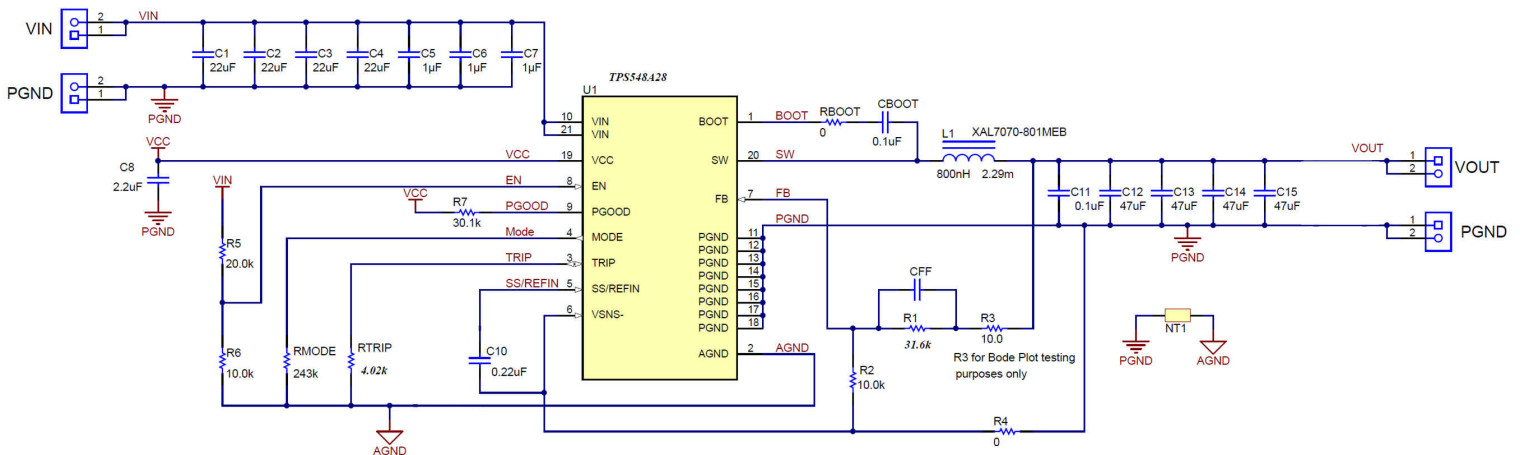 VIN
2
1
VIN
PGND
2
1
PGND
C1
22uF
C2
22uF
C3
22uF
C4
22uF
C5
1µF
C6
1µF
C7
1µF
TPS548A28
U1
10
VIN
21
VIN
19
VCC
8
EN
9
PGOOD
4
MODE
3
TRIP
5
SS/REFIN
6
VSNS-
BOOT
1
SW
20
FB
7
PGND
11
PGND
12
PGND
13
PGND
14
PGND
15
PGND
16
PGND
17
PGND
18
AGND
2
VCC
C8
2.2uF
PGND
VCC
EN
VIN
VCC
R7
30.1k
PGOOD
Mode
TRIP
SS/REFIN
R5
20.0k
R6
10.0k
RMODE
243k
RTRIP
4.02k
C10
0.22uF
AGND
BOOT
RBOOT
0
CBOOT
0.1uF
SW
L1
XAL7070-801MEB
800nH
2.29m
FB
PGND
AGND
VOUT
1
2
VOUT
C11
0.1uF
C12
47uF
C13
47uF
C14
47uF
C15
47uF
PGND
1
2
PGND
CFF
R1
31.6k
R3
10.0
R3 for Bode Plot testing
purposes only
R2
10.0k
R4
0
NT1
PGND
AGND